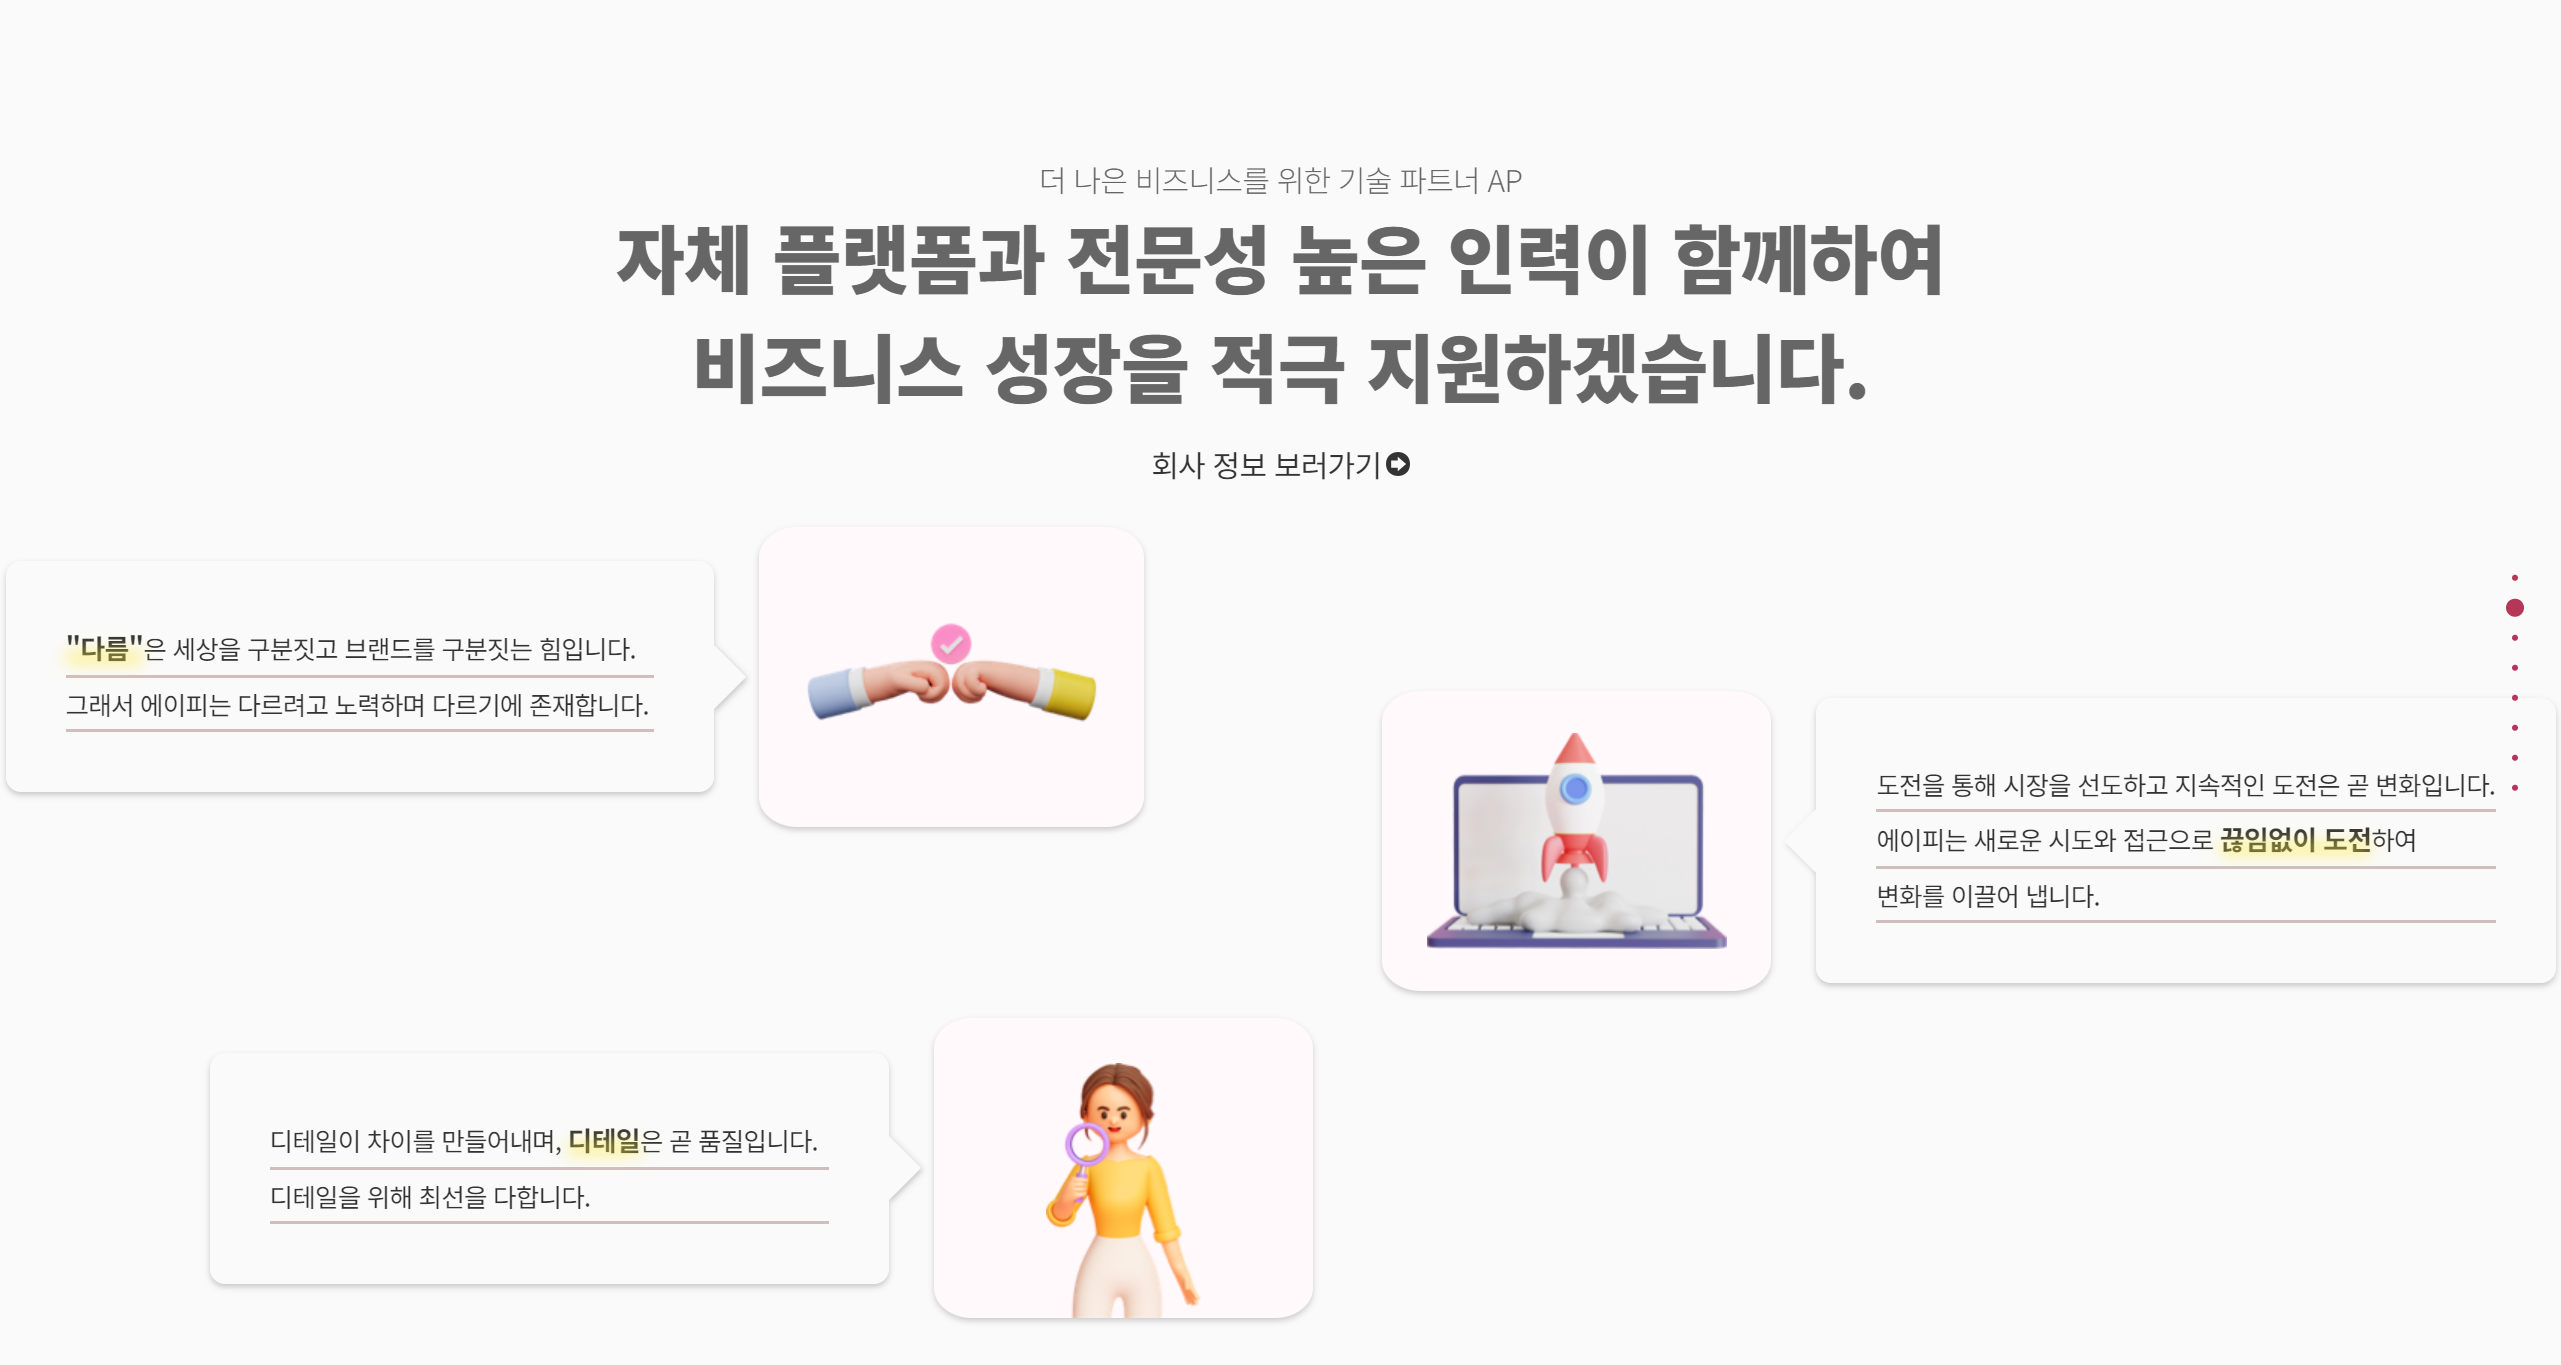 더 나은 비즈니스를 위한 기술 파트너 AP
자체 플랫폼과 전문성 높은 인력이 함께하여
비즈니스 성장을 적극 지원하겠습니다.
회사 정보 보러가기
"다름"은 세상을 구분짓고 브랜드를 구분짓는 힘입니다.
그래서 에이피는 다르려고 노력하며 다르기에 존재합니다.
도전을 통해 시장을 선도하고 지속적인 도전은 곧 변화입니다.
에이피는 새로운 시도와 접근으로 끊임없이 도전하여
변화를 이끌어 냅니다.
디테일이 차이를 만들어내며, 디테일은 곧 품질입니다.
디테일을 위해 최선을 다합니다.